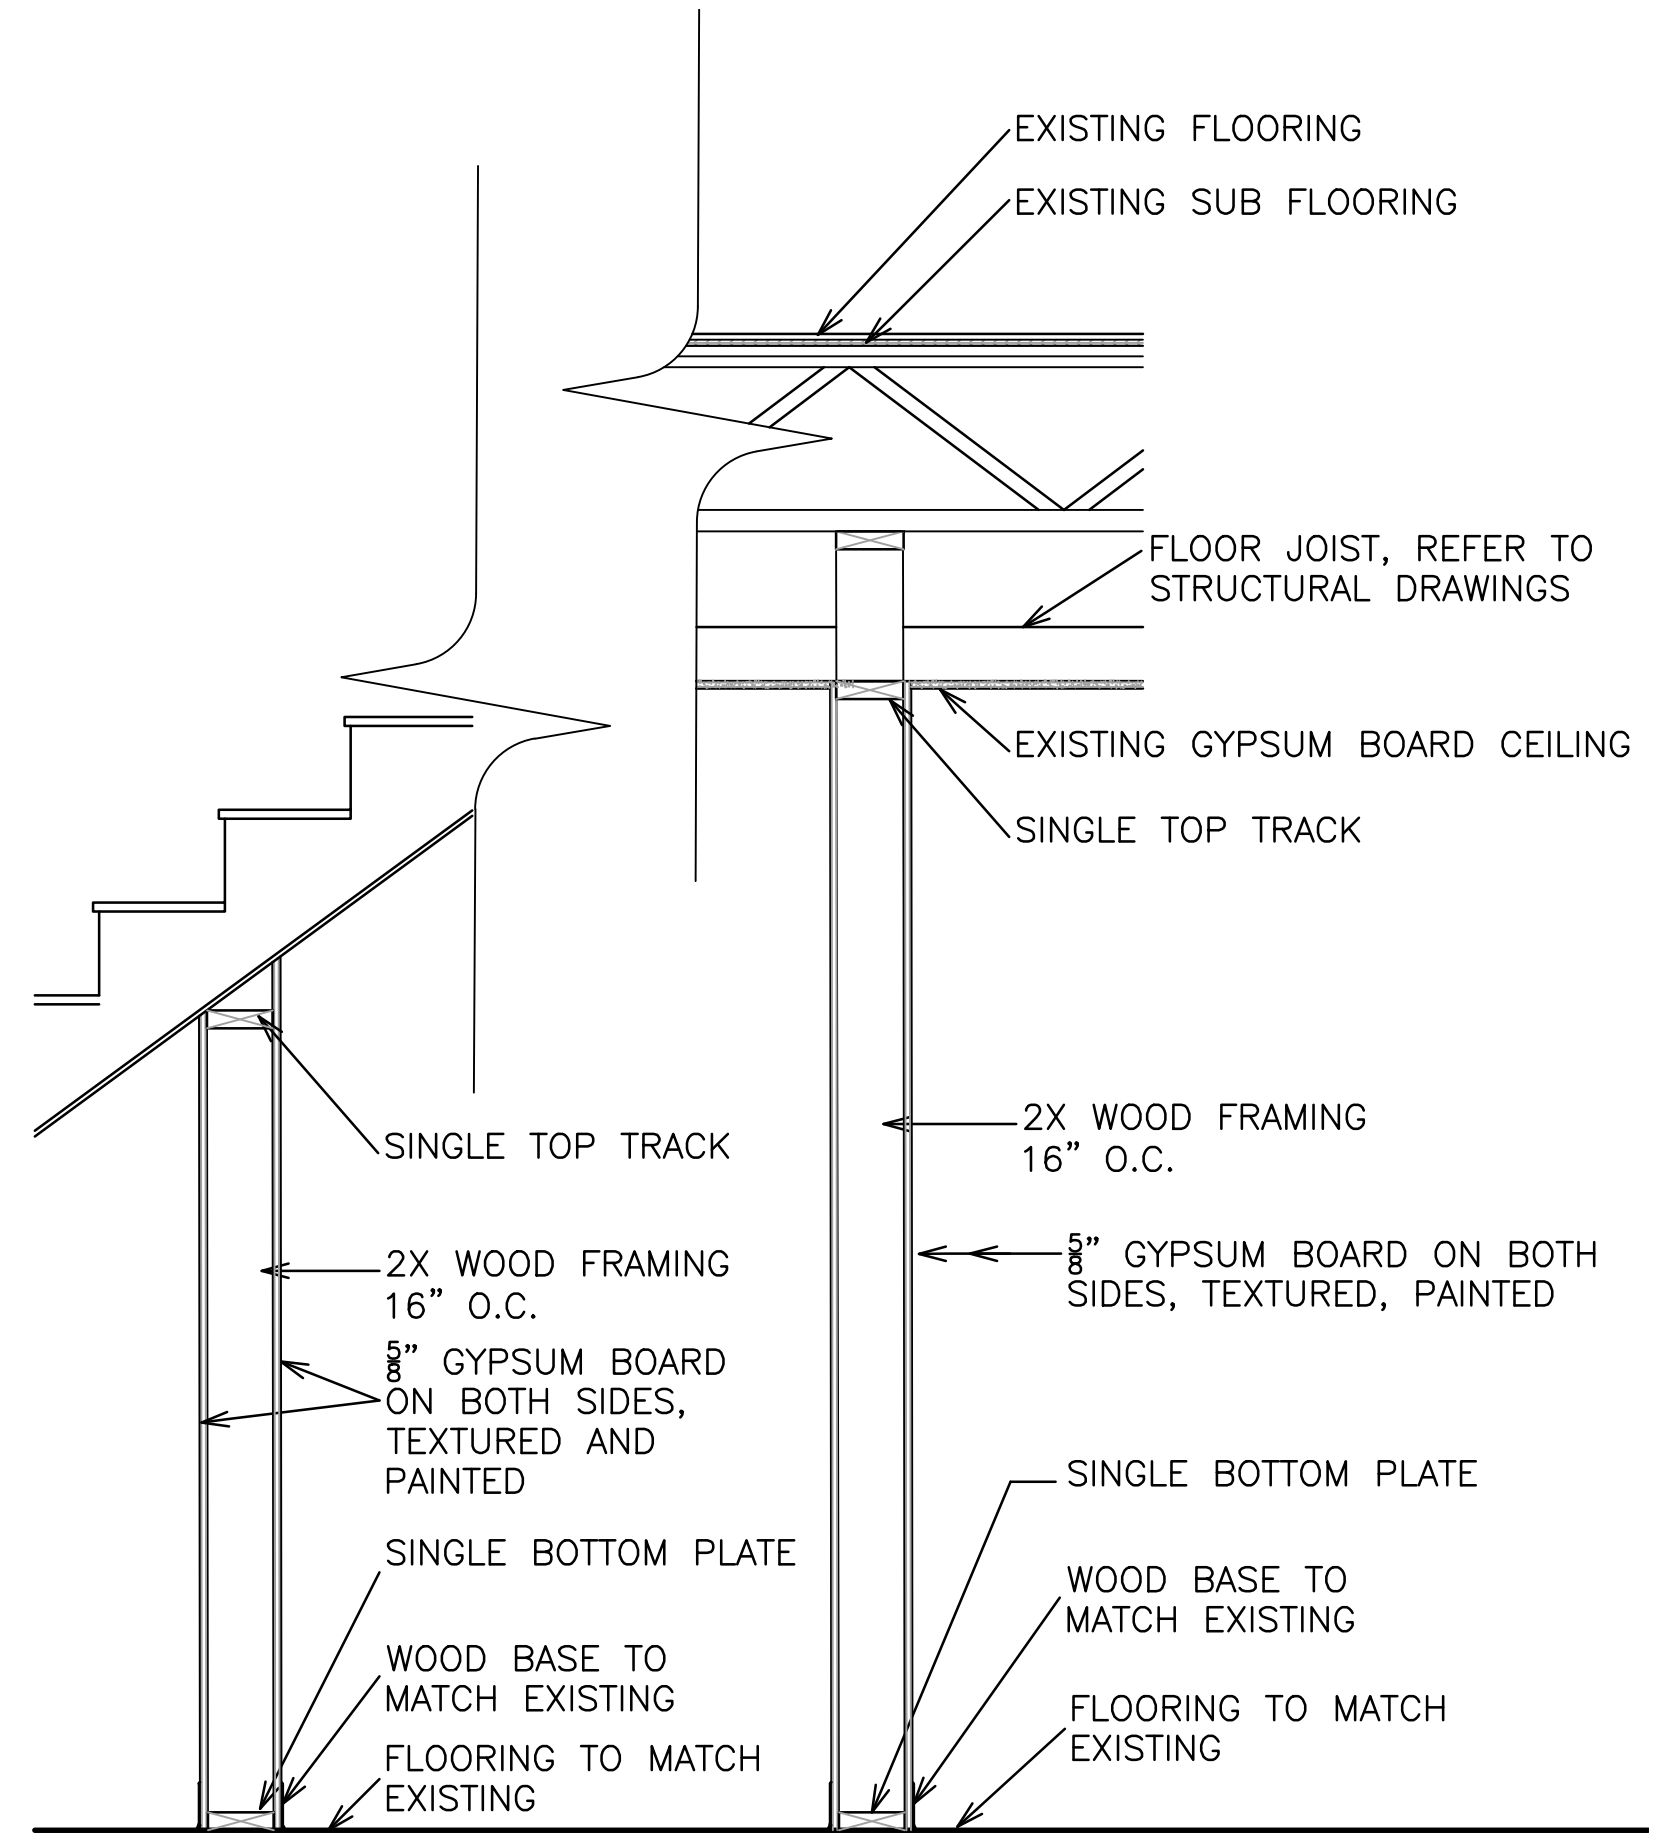 EXISTING FLOORING
EXISTING SUB FLOORING
FLOOR JOIST, REFER TO
STRUCTURAL DRAWINGS
EXISTING GYPSUM BOARD CEILING
SINGLE TOP TRACK
2X WOOD FRAMING
16" O.C.
5/8" GYPSUM BOARD ON BOTH
SIDES, TEXTURED, PAINTED
SINGLE BOTTOM PLATE
WOOD BASE TO
MATCH EXISTING
FLOORING TO MATCH
EXISTING
SINGLE TOP TRACK
2X WOOD FRAMING
16" O.C.
5/8" GYPSUM BOARD
ON BOTH SIDES,
TEXTURED AND
PAINTED
SINGLE BOTTOM PLATE
WOOD BASE TO
MATCH EXISTING
FLOORING TO MATCH
EXISTING